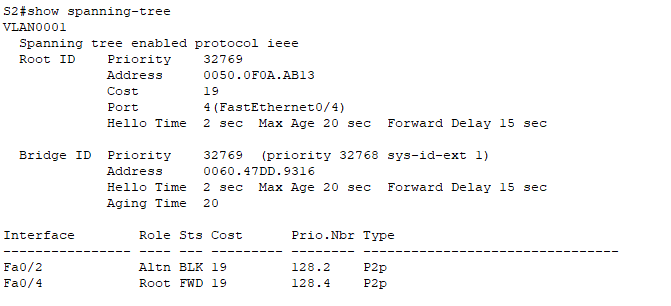 S2#show spanning-tree
VLAN0001
  Spanning tree enabled protocol ieee
  Root ID    Priority    32769
             Address     0050.0F0A.AB13
             Cost        19
             Port        4(FastEthernet0/4)
             Hello Time  2 sec  Max Age 20 sec  Forward Delay 15 sec

  Bridge ID  Priority    32769  (priority 32768 sys-id-ext 1)
             Address     0060.47DD.9316
             Hello Time  2 sec  Max Age 20 sec  Forward Delay 15 sec
             Aging Time  20

Interface        Role Sts Cost      Prio.Nbr Type
---------------- ---- --- --------- -------- --------------------------------
Fa0/2            Altn BLK 19        128.2    P2p
Fa0/4            Root FWD 19        128.4    P2p